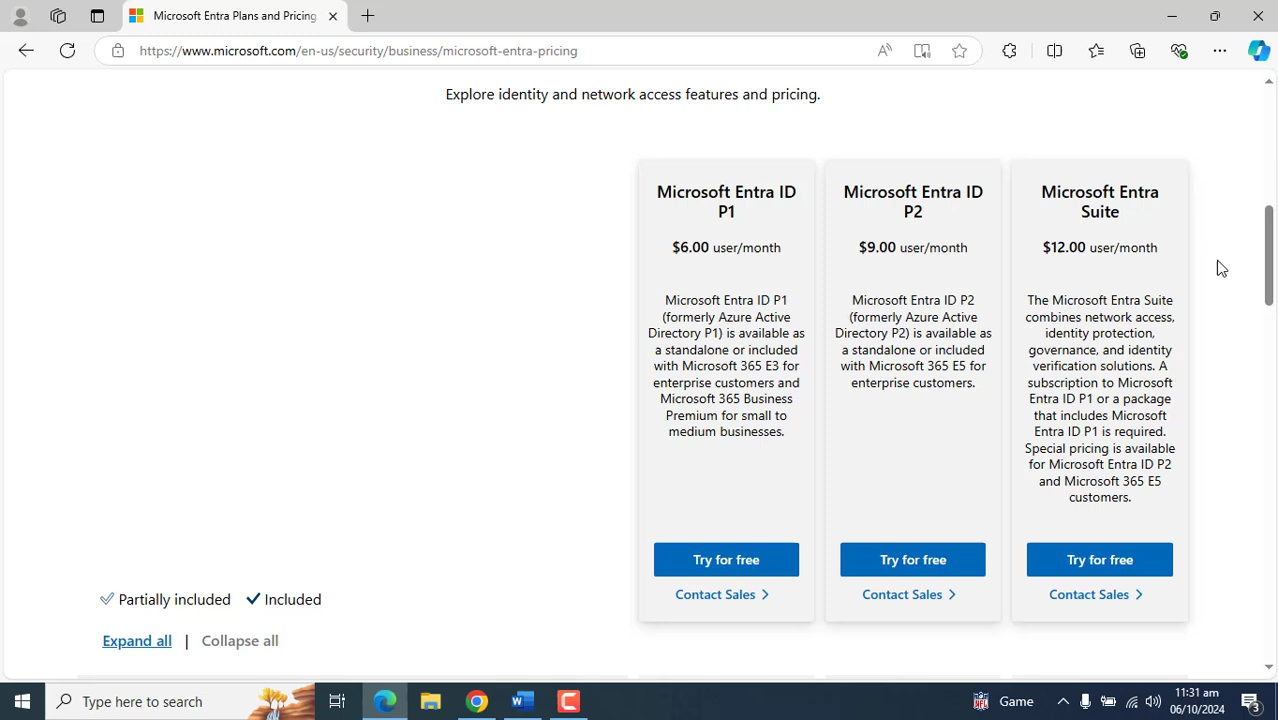 Microsoft Entra Plans and Pricing
https://www.microsoft.com/en-us/security/business/microsoft-entra-pricing
Explore identity and network access features and pricing.
Microsoft Entra ID
P1
$6.00 user/month
Microsoft Entra ID P1
(formerly Azure Active
Directory P1) is available as
a standalone or included
with Microsoft 365 E3 for
enterprise customers and
Microsoft 365 Business
Premium for small to
medium businesses.
Try for free
Contact Sales
Microsoft Entra ID
P2
$9.00 user/month
Microsoft Entra ID P2
(formerly Azure Active
Directory P2) is available as
a standalone or included
with Microsoft 365 E5 for
enterprise customers.
Try for free
Contact Sales
Microsoft Entra
Suite
$12.00 user/month
The Microsoft Entra Suite
combines network access,
identity protection,
governance, and identity
verification solutions. A
subscription to Microsoft
Entra ID P1 or a package
that includes Microsoft
Entra ID P1 is required.
Special pricing is available
for Microsoft Entra ID P2
and Microsoft 365 E5
customers.
Try for free
Contact Sales
Partially included Included
Expand all | Collapse all
Type here to search
Game
11:31 am
06/10/2024
3